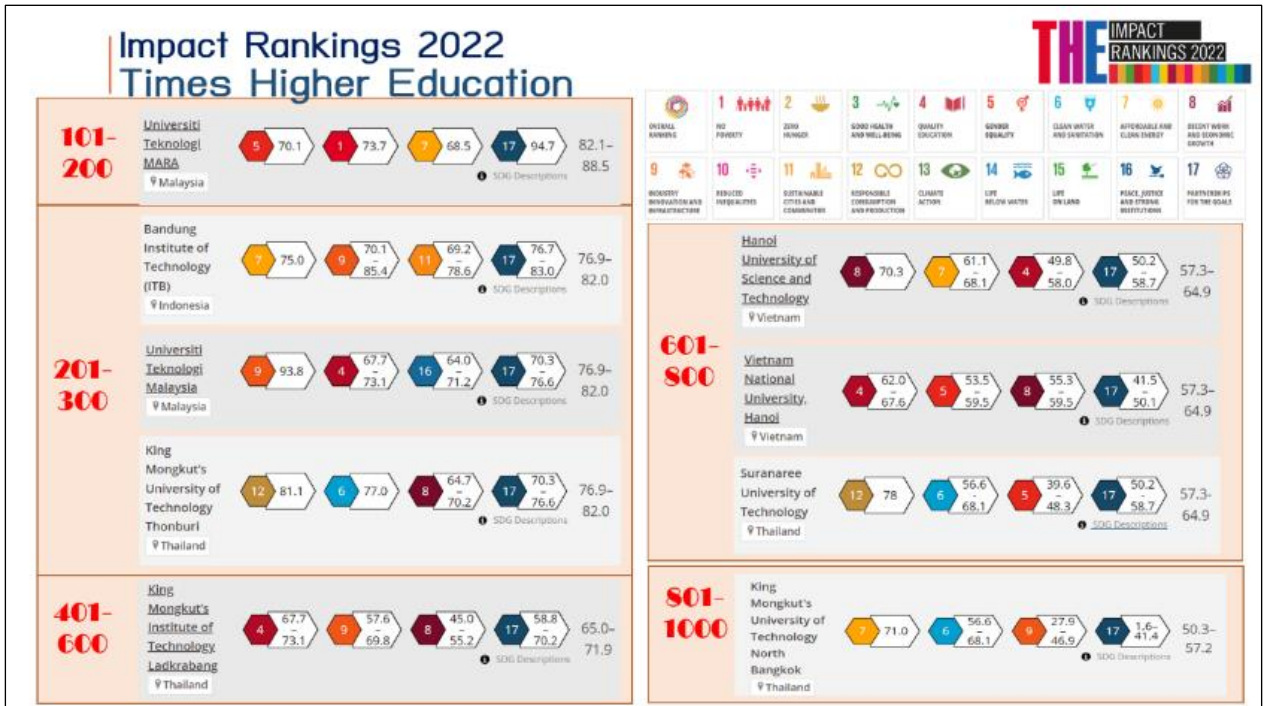 Impact Rankings 2022
Times Higher Education
THE IMPACT
RANKINGS 2022
OVERALL
RANKING
1
NO
POVERTY
2
ZERO
HUNGER
3
GOOD HEALTH
AND WELL-BEING
4
QUALITY
EDUCATION
5
GENDER
EQUALITY
6
CLEAN WATER
AND SANITATION
7
AFFORDABLE AND
CLEAN ENERGY
8
DECENT WORK
AND ECONOMIC
GROWTH
9
INDUSTRY
INNOVATION AND
INFRASTRUCTURE
10
REDUCED
INEQUALITIES
11
SUSTAINABLE
CITIES AND
COMMUNITIES
12
RESPONSIBLE
CONSUMPTION
AND PRODUCTION
13
CLIMATE
ACTION
14
LIFE
BELOW WATER
15
LIFE
ON LAND
16
PEACE, JUSTICE
AND STRONG
INSTITUTIONS
17
PARTNERSHIPS
FOR THE GOALS
101-
200
Universiti
Teknologi
MARA
Malaysia
5 70.1 1 73.7 7 68.5 17 94.7
SDG Descriptions
82.1–
88.5
201-
300
Bandung
Institute of
Technology
(ITB)
Indonesia
7 75.0 9 70.1–85.4 11 69.2–78.6 17 76.7–83.0
SDG Descriptions
76.9–
82.0
Universiti
Teknologi
Malaysia
Malaysia
9 93.8 4 67.7–73.1 16 64.0–71.2 17 70.3–76.6
SDG Descriptions
76.9–
82.0
King
Mongkut's
University of
Technology
Thonburi
Thailand
12 81.1 6 77.0 8 64.7–70.2 17 70.3–76.6
SDG Descriptions
76.9–
82.0
401-
600
King
Mongkut's
Institute of
Technology
Ladkrabang
Thailand
4 67.7–73.1 9 57.6–69.8 8 45.0–55.2 17 58.8–70.2
SDG Descriptions
65.0–
71.9
601-
800
Hanoi
University of
Science and
Technology
Vietnam
8 70.3 7 61.1–68.1 4 49.8–58.0 17 50.2–58.7
SDG Descriptions
57.3–
64.9
Vietnam
National
University,
Hanoi
Vietnam
4 62.0–67.6 5 53.5–59.5 8 55.3–59.5 17 41.5–50.1
SDG Descriptions
57.3–
64.9
Suranaree
University of
Technology
Thailand
12 78 6 56.6-68.1 5 39.6-48.3 17 50.2-58.7
SDG Descriptions
57.3-
64.9
801-
1000
King
Mongkut's
University of
Technology
North
Bangkok
Thailand
7 71.0 6 56.6–68.1 9 27.9–46.9 17 1.6–41.4
SDG Descriptions
50.3–
57.2